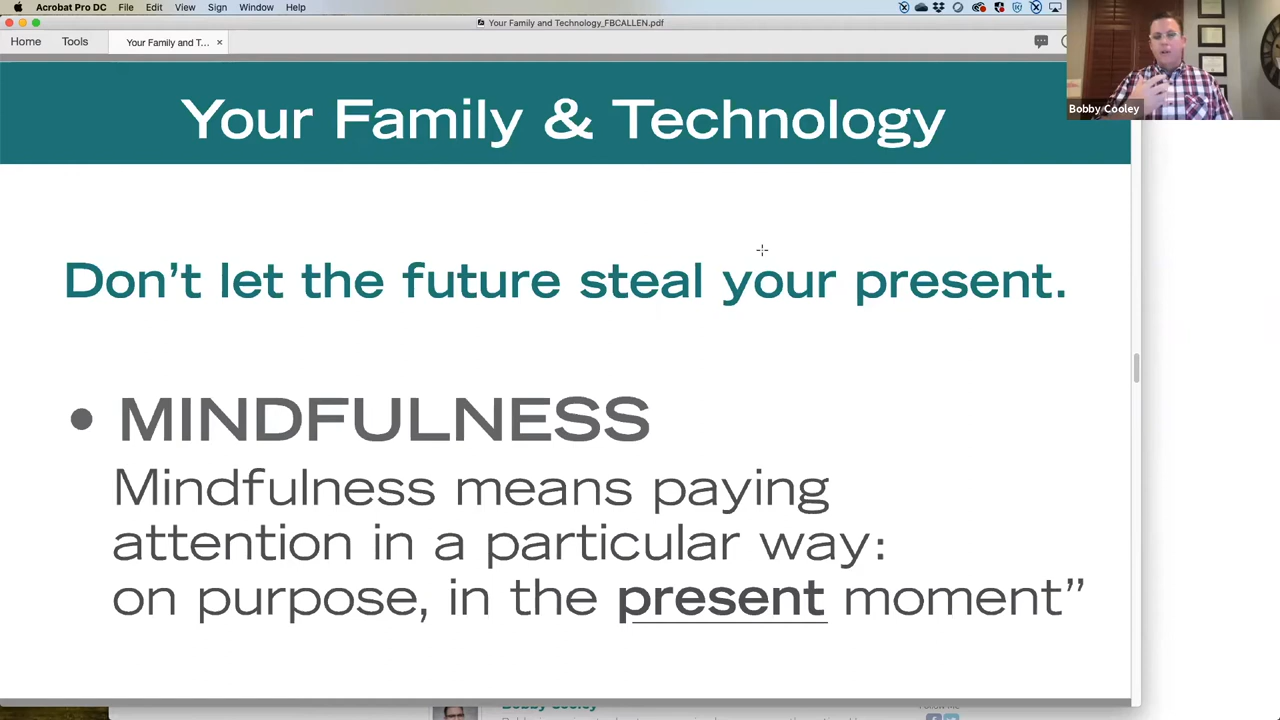 Acrobat Pro DC File Edit View Sign Window Help
Your Family and Technology_FBCALLEN.pdf
Home Tools Your Family and T... ×
Bobby Cooley
Your Family & Technology
Don’t let the future steal your present.
• MINDFULNESS
Mindfulness means paying
attention in a particular way:
on purpose, in the present moment”
Bobby Cooley